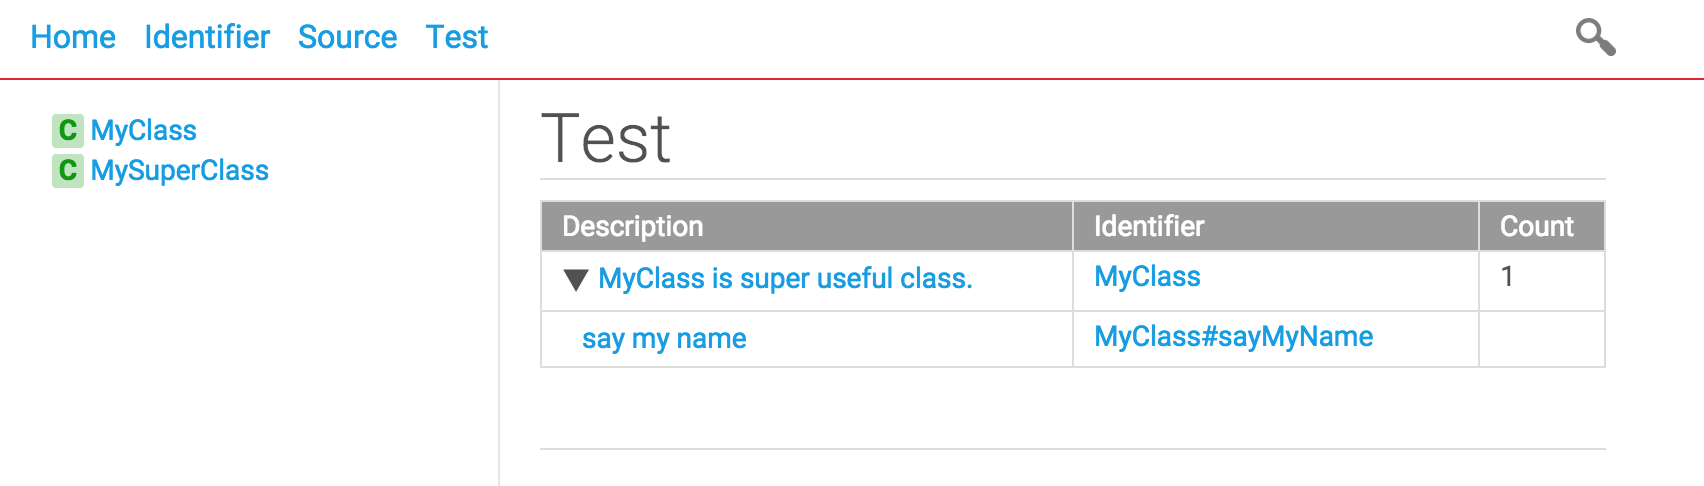 Home Identifier Source Test
C MyClass
C MySuperClass
Test
Description Identifier Count
MyClass is super useful class. MyClass 1
say my name MyClass#sayMyName